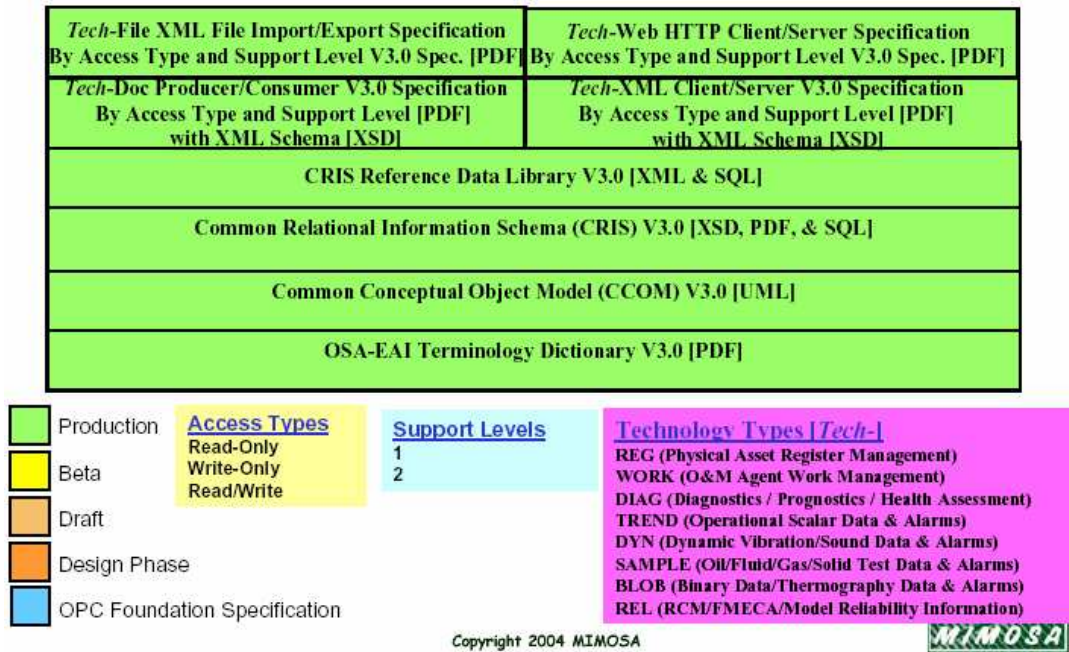 Tech-File XML File Import/Export Specification
By Access Type and Support Level V3.0 Spec. [PDF]
Tech-Web HTTP Client/Server Specification
By Access Type and Support Level V3.0 Spec. [PDF]
Tech-Doc Producer/Consumer V3.0 Specification
By Access Type and Support Level [PDF]
with XML Schema [XSD]
Tech-XML Client/Server V3.0 Specification
By Access Type and Support Level [PDF]
with XML Schema [XSD]
CRIS Reference Data Library V3.0 [XML & SQL]
Common Relational Information Schema (CRIS) V3.0 [XSD, PDF, & SQL]
Common Conceptual Object Model (CCOM) V3.0 [UML]
OSA-EAI Terminology Dictionary V3.0 [PDF]
Production
Beta
Draft
Design Phase
OPC Foundation Specification
Access Types
Read-Only
Write-Only
Read/Write
Support Levels
1
2
Technology Types [Tech-]
REG (Physical Asset Register Management)
WORK (O&M Agent Work Management)
DIAG (Diagnostics / Prognostics / Health Assessment)
TREND (Operational Scalar Data & Alarms)
DYN (Dynamic Vibration/Sound Data & Alarms)
SAMPLE (Oil/Fluid/Gas/Solid Test Data & Alarms)
BLOB (Binary Data/Thermography Data & Alarms)
REL (RCM/FMECA/Model Reliability Information)
Copyright 2004 MIMOSA
MIMOSA